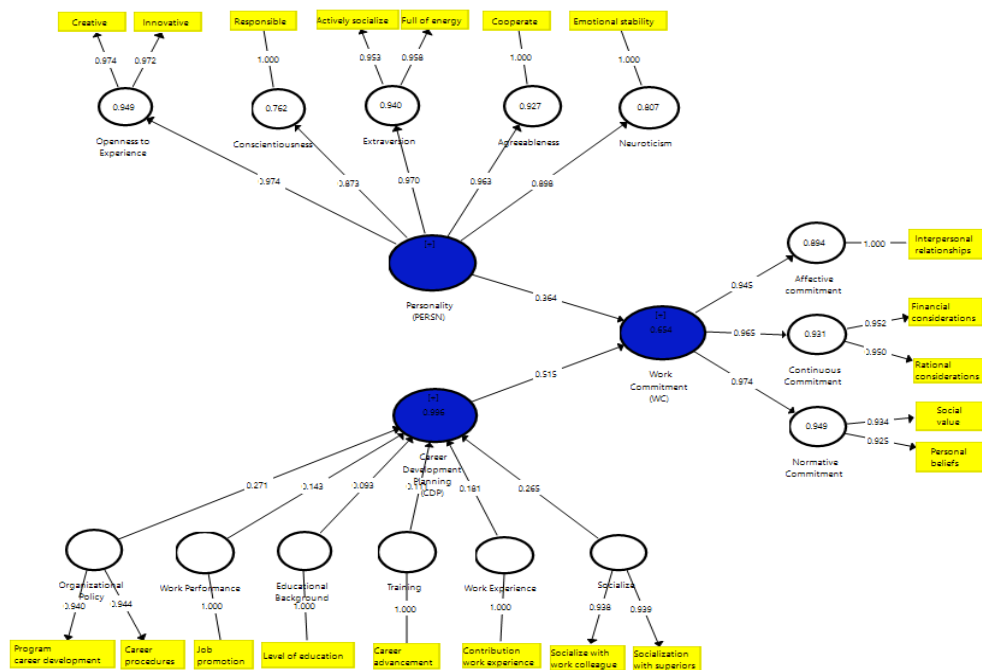 Creative
Innovative
Responsible
Actively socialize
Full of energy
Cooperate
Emotional stability
0.974
0.972
1.000
0.953
0.958
1.000
1.000
0.949
0.762
0.940
0.927
0.807
Openness to
Experience
Conscientiousness
Extraversion
Agreeableness
Neuroticism
0.974
0.873
0.970
0.963
0.898
[+]
Personality
(PERSN)
0.364
[+]
0.654
Work
Commitment
(WC)
0.515
0.945
0.965
0.974
0.894
Affective
commitment
1.000
Interpersonal
relationships
0.931
Continuous
Commitment
0.952
0.950
Financial
considerations
Rational
considerations
0.949
Normative
Commitment
0.934
0.925
Social
value
Personal
beliefs
[+]
Career
Development
Planning
(CDP)
0.271
0.143
0.093
0.181
0.265
Organizational
Policy
Work Performance
Educational
Background
Training
Work Experience
Socialize
0.940
0.944
1.000
1.000
1.000
1.000
0.938
0.939
Program
career development
Career
procedures
Job
promotion
Level of education
Career
advancement
Contribution
work experience
Socialize with
work colleague
Socialization
with superiors